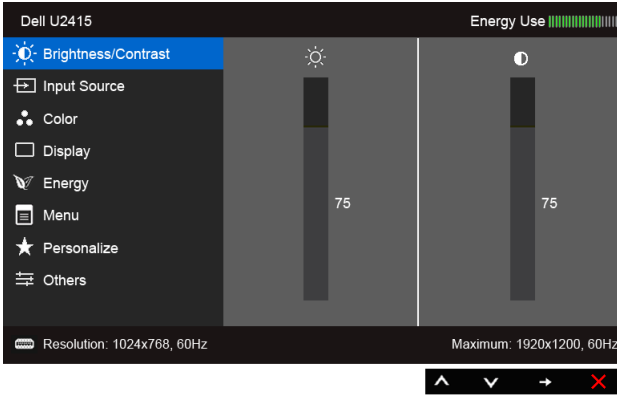 Dell U2415
Energy Use
Brightness/Contrast
Input Source
Color
Display
Energy
Menu
Personalize
Others
75
75
Resolution: 1024x768, 60Hz
Maximum: 1920x1200, 60Hz